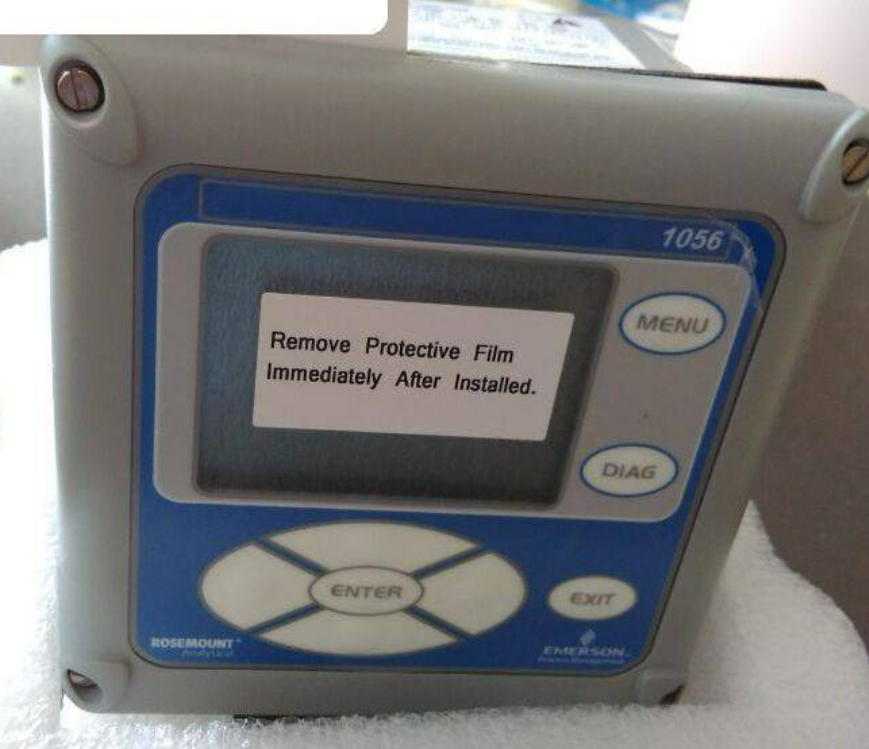 1056
Remove Protective Film
Immediately After Installed.
MENU
DIAG
ENTER
EXIT
ROSEMOUNT
Analytical
EMERSON
Process Management